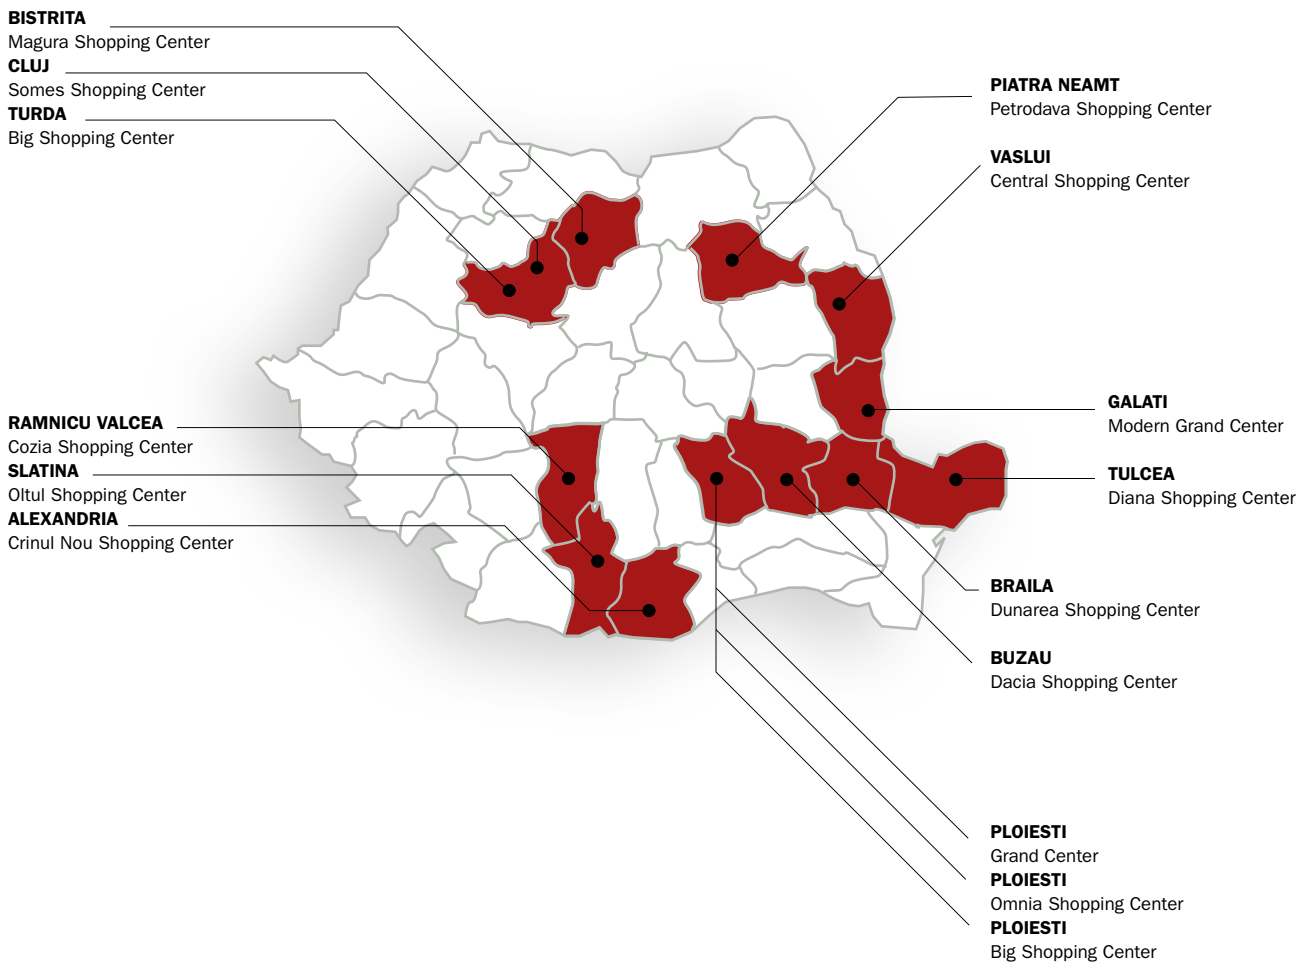 BISTRITA
Magura Shopping Center
CLUJ
Somes Shopping Center
TURDA
Big Shopping Center
PIATRA NEAMT
Petrodava Shopping Center
VASLUI
Central Shopping Center
RAMNICU VALCEA
Cozia Shopping Center
SLATINA
Oltul Shopping Center
ALEXANDRIA
Crinul Nou Shopping Center
GALATI
Modern Grand Center
TULCEA
Diana Shopping Center
BRAILA
Dunarea Shopping Center
BUZAU
Dacia Shopping Center
PLOIESTI
Grand Center
PLOIESTI
Omnia Shopping Center
PLOIESTI
Big Shopping Center